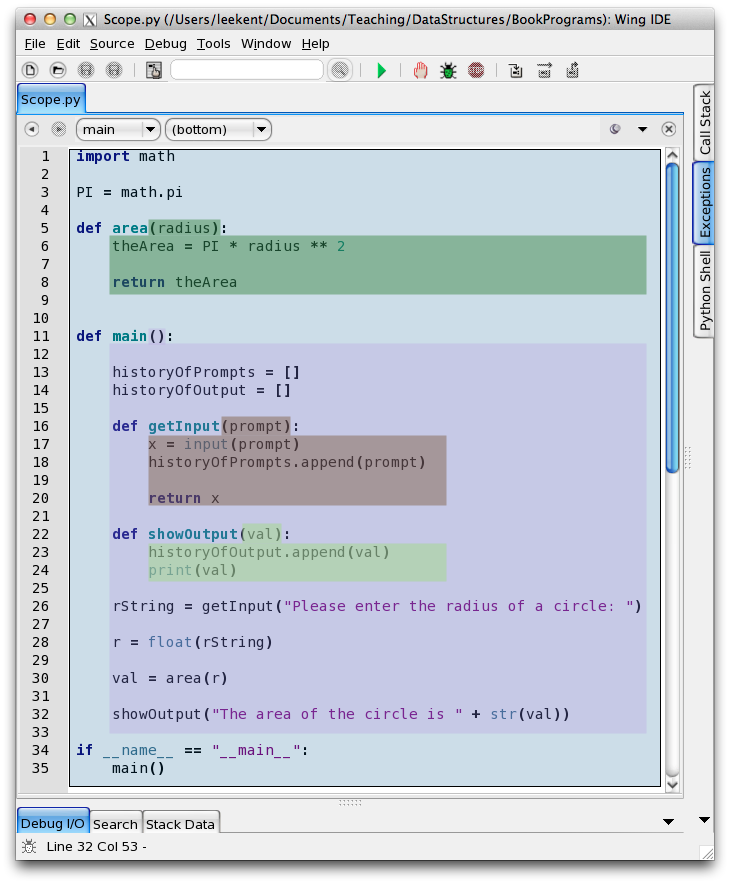 Scope.py (/Users/leekent/Documents/Teaching/DataStructures/BookPrograms): Wing IDE
File Edit Source Debug Tools Window Help
Scope.py
main (bottom)
1 import math
2
3 PI = math.pi
4
5 def area(radius):
6     theArea = PI * radius ** 2
7
8     return theArea
9
10
11 def main():
12
13     historyOfPrompts = []
14     historyOfOutput = []
15
16     def getInput(prompt):
17         x = input(prompt)
18         historyOfPrompts.append(prompt)
19
20         return x
21
22     def showOutput(val):
23         historyOfOutput.append(val)
24         print(val)
25
26     rString = getInput("Please enter the radius of a circle: ")
27
28     r = float(rString)
29
30     val = area(r)
31
32     showOutput("The area of the circle is " + str(val))
33
34 if __name__ == "__main__":
35     main()
Call Stack
Exceptions
Python Shell
Debug I/O Search Stack Data
Line 32 Col 53 -